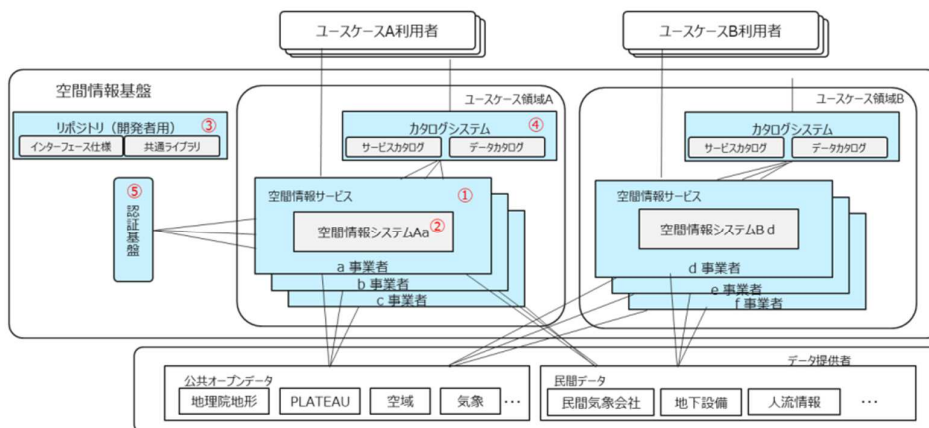 ユースケースA利用者
ユースケースB利用者
空間情報基盤
ユースケース領域A
ユースケース領域B
リポジトリ（開発者用） ③
インターフェース仕様
共通ライブラリ
カタログシステム ④
サービスカタログ
データカタログ
カタログシステム
サービスカタログ
データカタログ
⑤
認証基盤
空間情報サービス ①
空間情報システムAa ②
a 事業者
b 事業者
c 事業者
空間情報サービス
空間情報システムB d
d 事業者
e 事業者
f 事業者
データ提供者
公共オープンデータ
地理院地形
PLATEAU
空域
気象
…
民間データ
民間気象会社
地下設備
人流情報
…